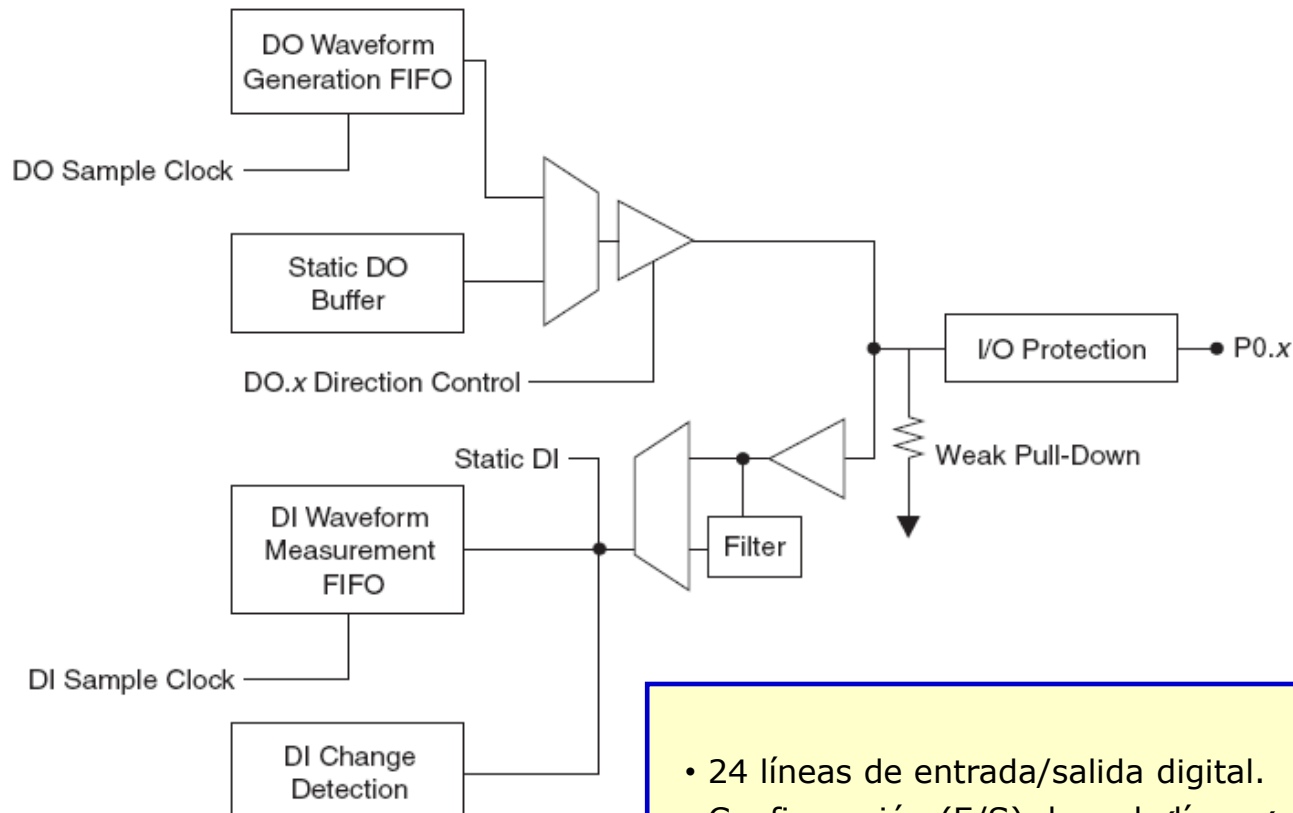 DO Waveform
Generation FIFO
DO Sample Clock
Static DO
Buffer
DO.x Direction Control
I/O Protection
P0.x
Weak Pull-Down
Static DI
Filter
DI Waveform
Measurement
FIFO
DI Sample Clock
DI Change
Detection
• 24 líneas de entrada/salida digital.